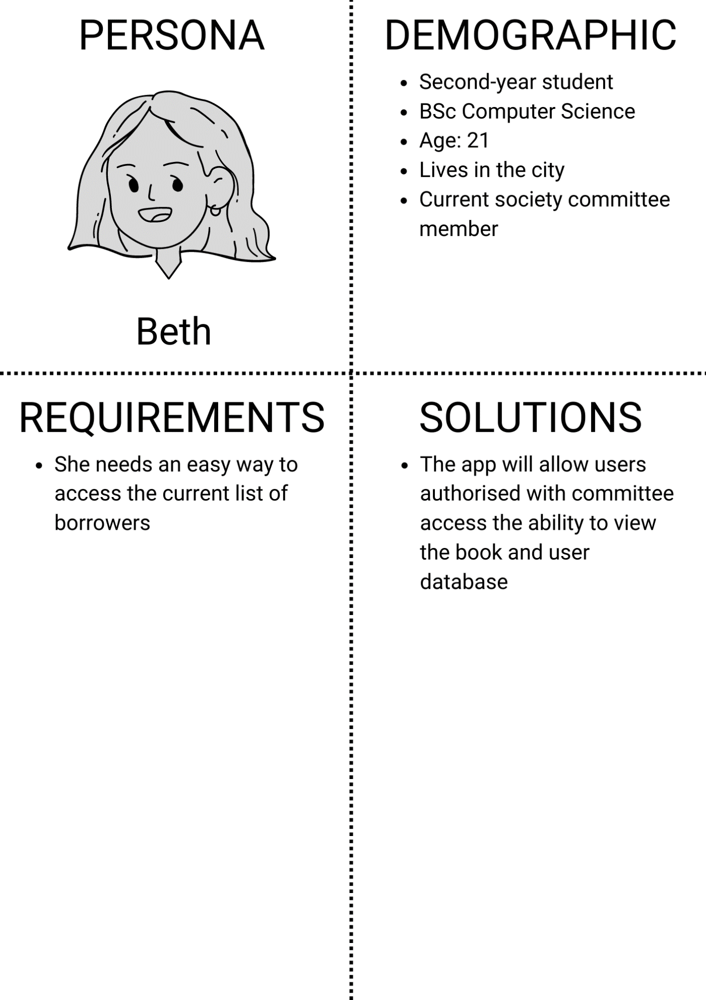 PERSONA
Beth
DEMOGRAPHIC
• Second-year student
• BSc Computer Science
• Age: 21
• Lives in the city
• Current society committee
member
REQUIREMENTS
• She needs an easy way to
access the current list of
borrowers
SOLUTIONS
• The app will allow users
authorised with committee
access the ability to view
the book and user
database